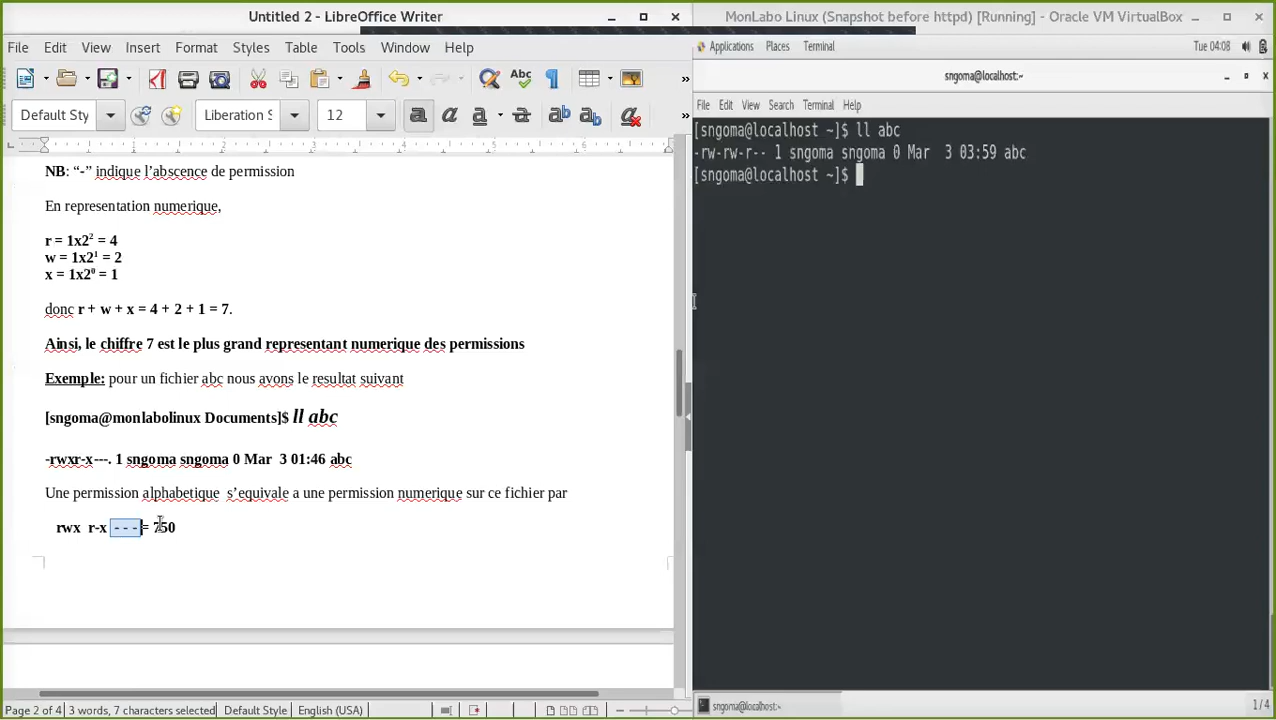 Untitled 2 - LibreOffice Writer
File Edit View Insert Format Styles Table Tools Window Help
Default Sty
Liberation S
12
NB: “-” indique l’abscence de permission
En representation numerique,
r = 1x2² = 4
w = 1x2¹ = 2
x = 1x2⁰ = 1
donc r + w + x = 4 + 2 + 1 = 7.
Ainsi, le chiffre 7 est le plus grand representant numerique des permissions
Exemple: pour un fichier abc nous avons le resultat suivant
[sngoma@monlabolinux Documents]$ ll abc
-rwxr-x---. 1 sngoma sngoma 0 Mar 3 01:46 abc
Une permission alphabetique s’equivale a une permission numerique sur ce fichier par
rwx r-x - - - = 750
Page 2 of 4
3 words, 7 characters selected
Default Style
English (USA)
MonLabo Linux (Snapshot before httpd) [Running] - Oracle VM VirtualBox
Applications Places Terminal
Tue 04:08
sngoma@localhost:~
File Edit View Search Terminal Help
[sngoma@localhost ~]$ ll abc
-rw-rw-r-- 1 sngoma sngoma 0 Mar 3 03:59 abc
[sngoma@localhost ~]$
sngoma@localhost:~
1 / 4